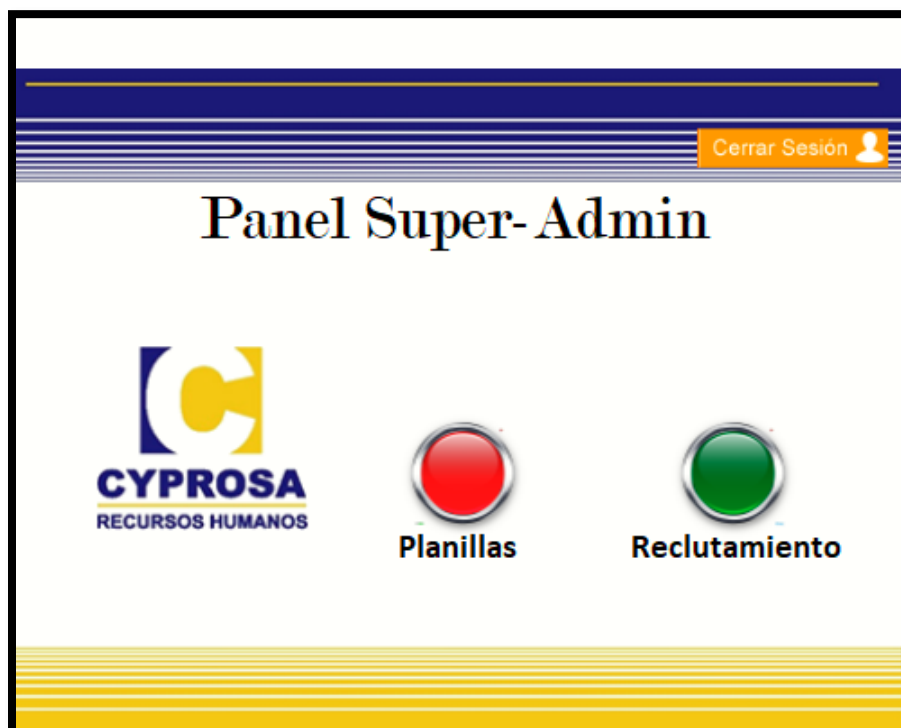 Cerrar Sesión
Panel Super-Admin
C
CYPROSA
RECURSOS HUMANOS
Planillas
Reclutamiento